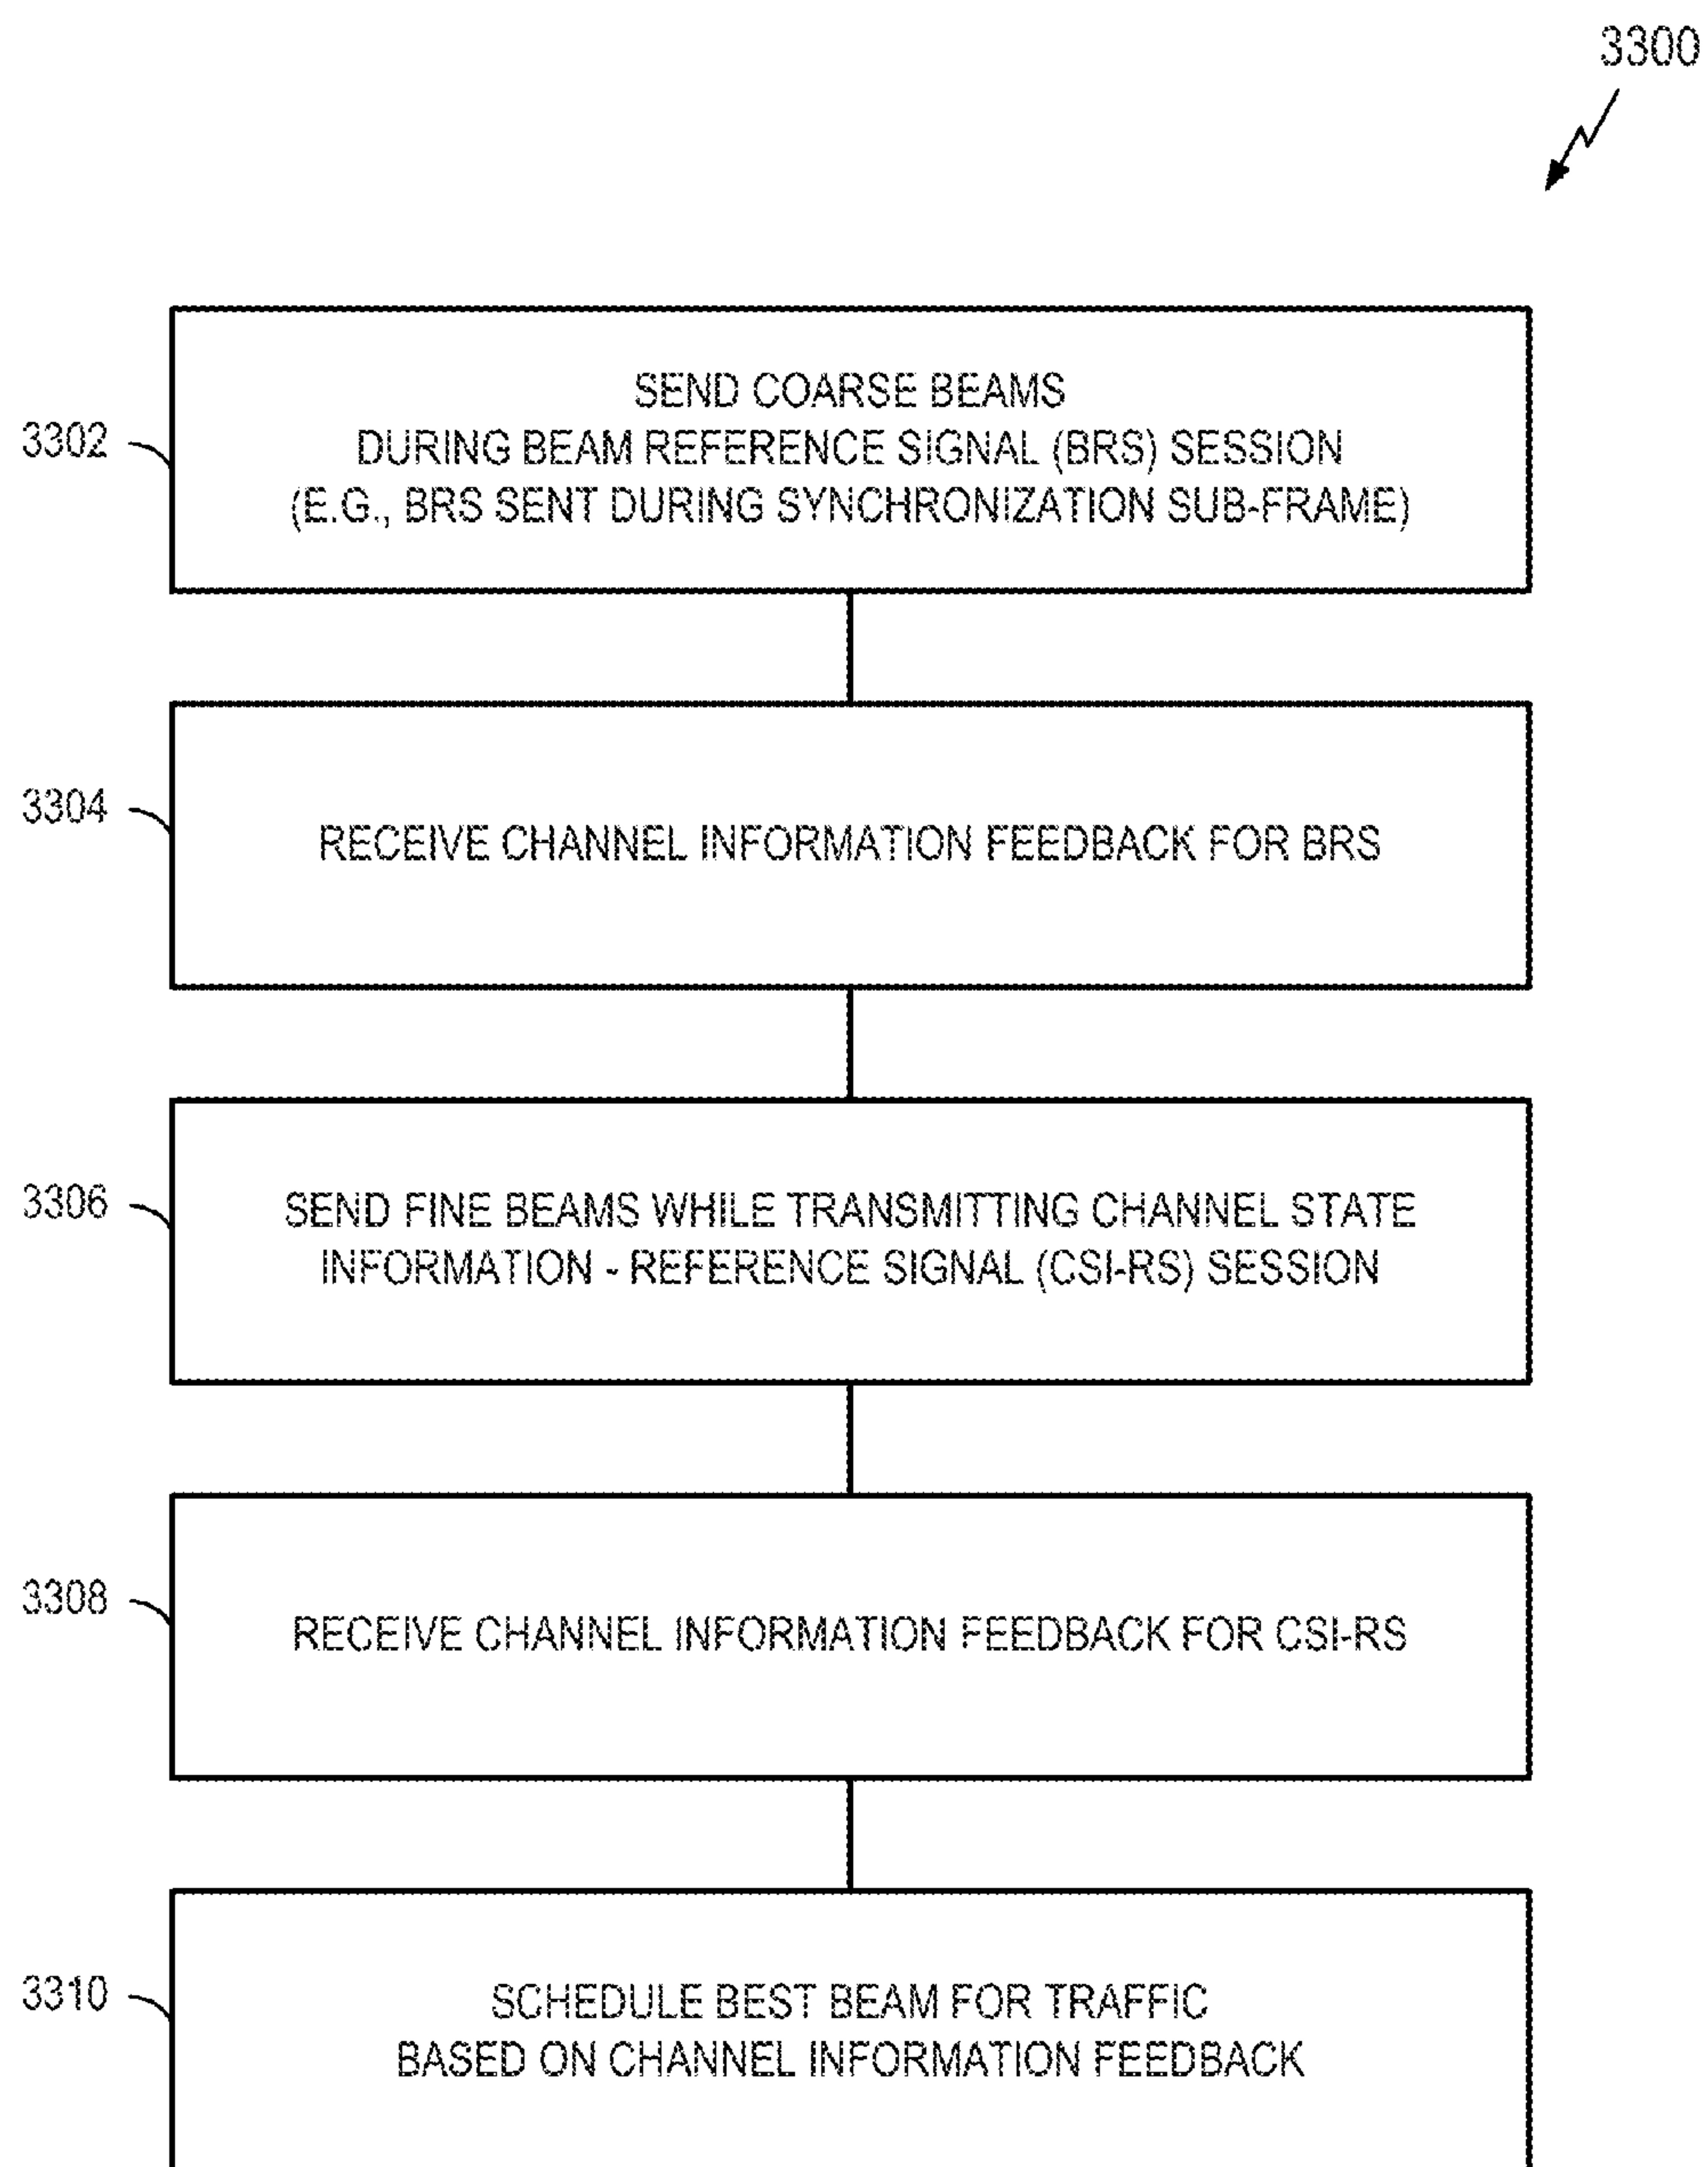 3300
3302
SEND COARSE BEAMS
DURING BEAM REFERENCE SIGNAL (BRS) SESSION
(E.G., BRS SENT DURING SYNCHRONIZATION SUB-FRAME)
3304
RECEIVE CHANNEL INFORMATION FEEDBACK FOR BRS
3306
SEND FINE BEAMS WHILE TRANSMITTING CHANNEL STATE
INFORMATION - REFERENCE SIGNAL (CSI-RS) SESSION
3308
RECEIVE CHANNEL INFORMATION FEEDBACK FOR CSI-RS
3310
SCHEDULE BEST BEAM FOR TRAFFIC
BASED ON CHANNEL INFORMATION FEEDBACK